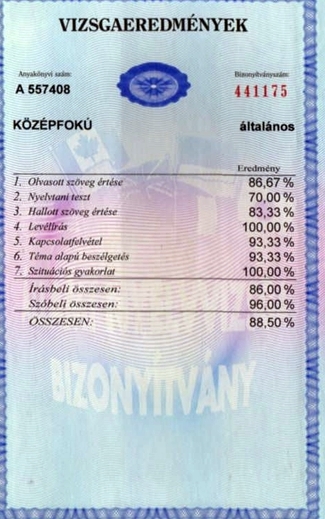 VIZSGAEREDMÉNYEK
Anyakönyvi szám: Bizonyítványszám:
A 557408 441175
KÖZÉPFOKÚ általános
Eredmény
1. Olvasott szöveg értése 86,67 %
2. Nyelvtani teszt 70,00 %
3. Hallott szöveg értése 83,33 %
4. Levélírás 100,00 %
5. Kapcsolatfelvétel 93,33 %
6. Téma alapú beszélgetés 93,33 %
7. Szituációs gyakorlat 100,00 %
Írásbeli összesen: 86,00 %
Szóbeli összesen: 96,00 %
ÖSSZESEN: 88,50 %
BIZONYÍTVÁNY